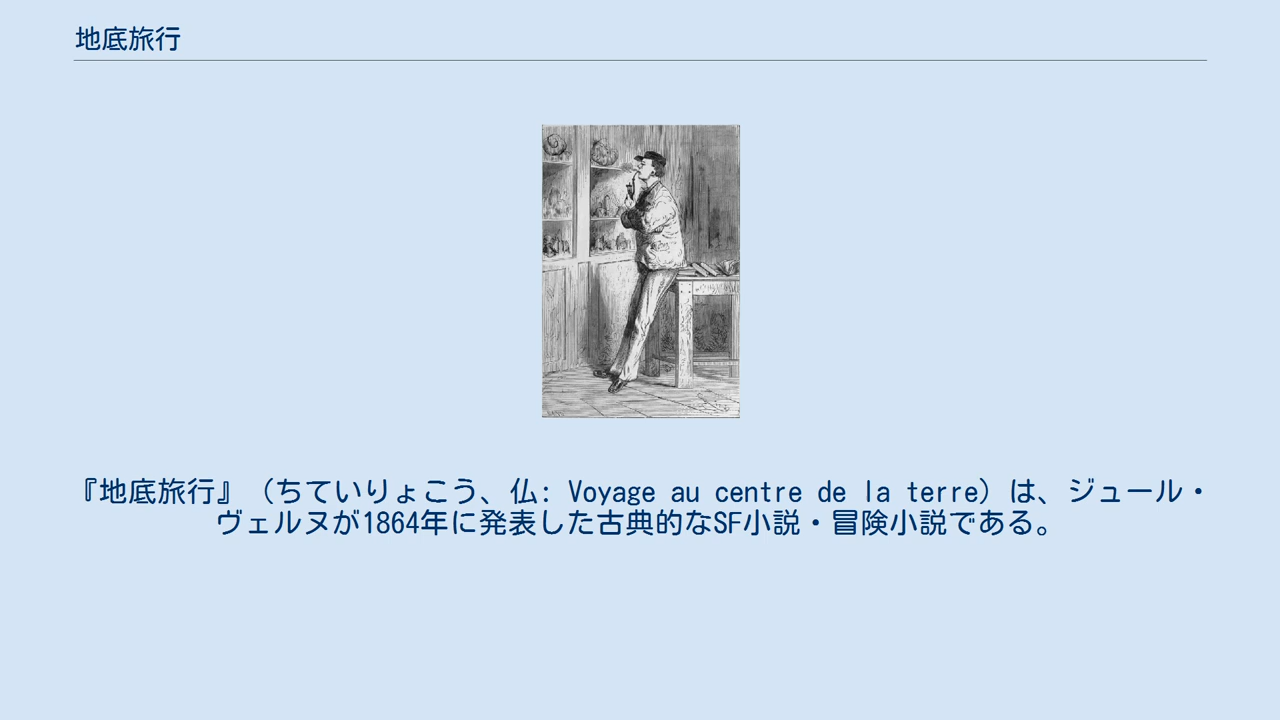 地底旅行
『地底旅行』（ちていりょこう、仏: Voyage au centre de la terre）は、ジュール・
ヴェルヌが1864年に発表した古典的なSF小説・冒険小説である。